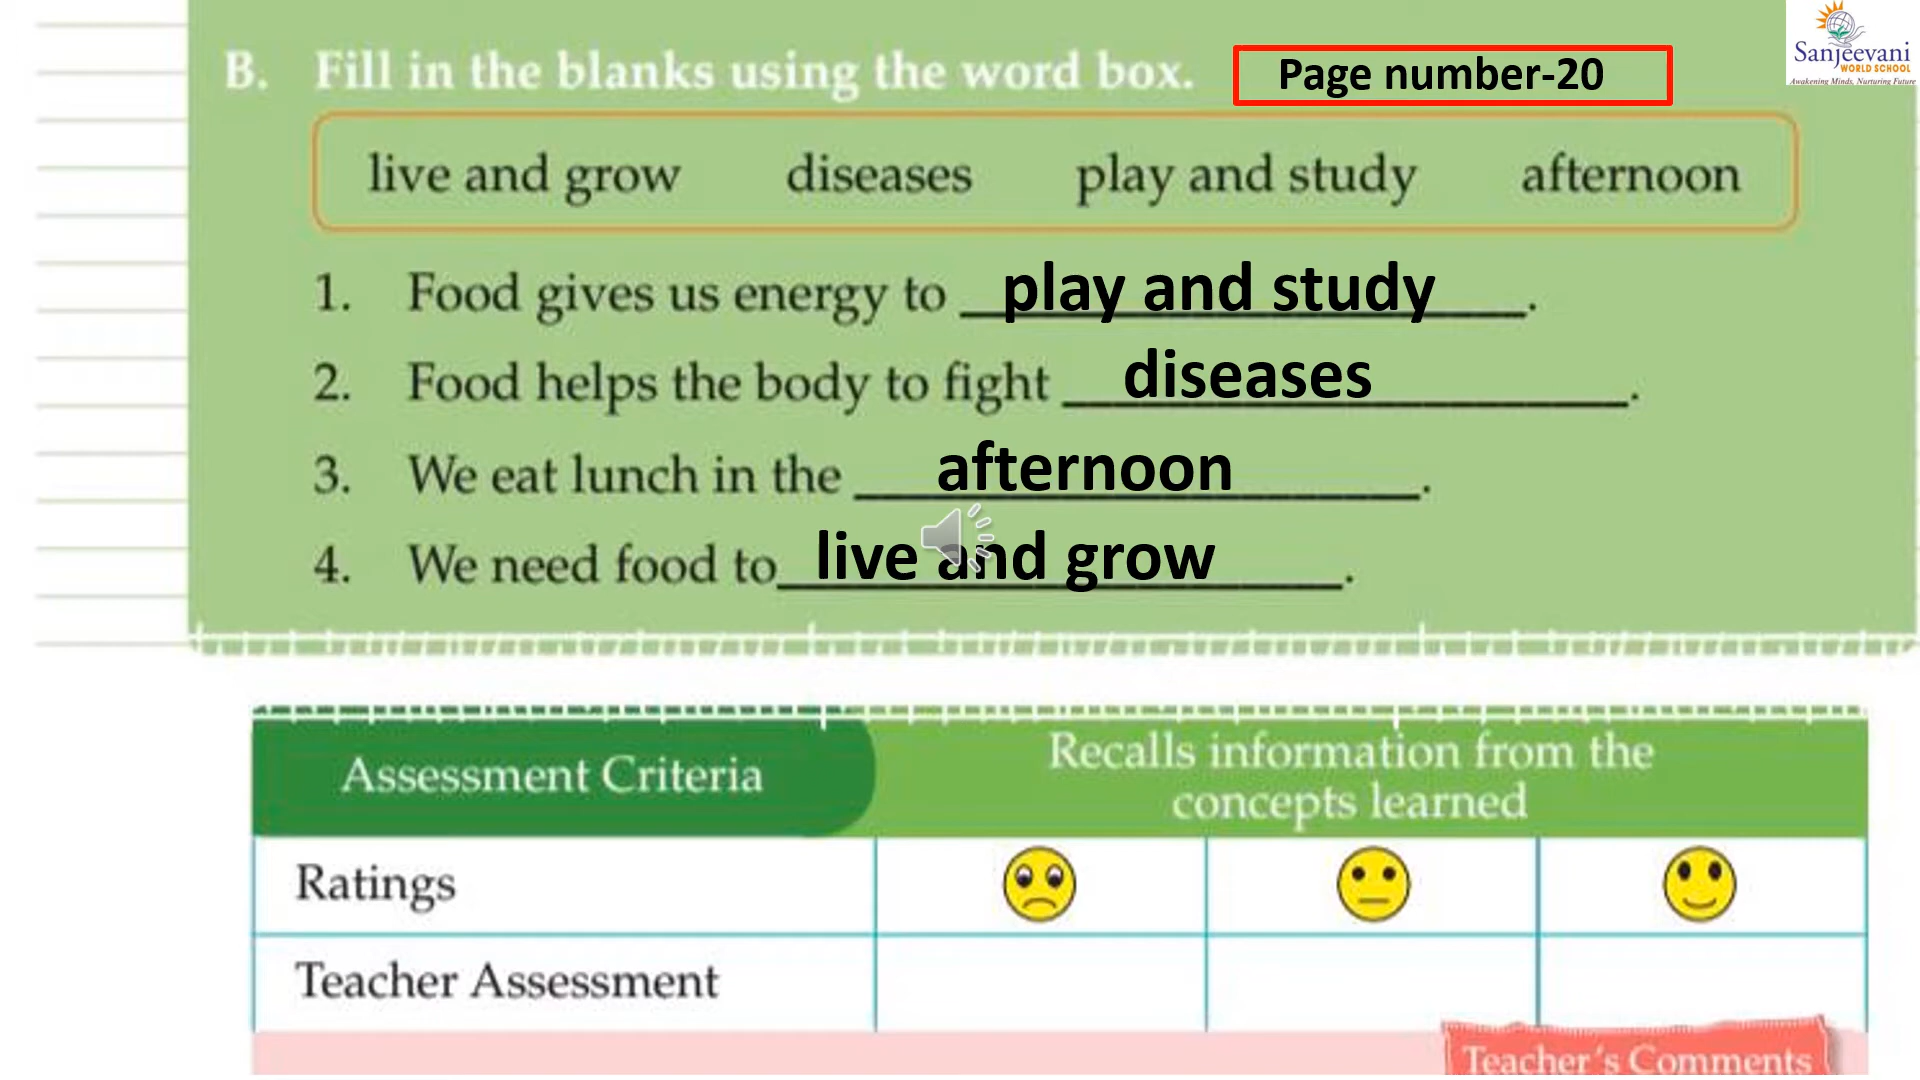 B. Fill in the blanks using the word box.
Page number-20
Sanjeevani
WORLD SCHOOL
Awakening Minds, Nurturing Future
live and grow diseases play and study afternoon
1. Food gives us energy to play and study.
2. Food helps the body to fight diseases.
3. We eat lunch in the afternoon.
4. We need food to live and grow.
Assessment Criteria
Recalls information from the
concepts learned
Ratings
Teacher Assessment
Teacher's Comments